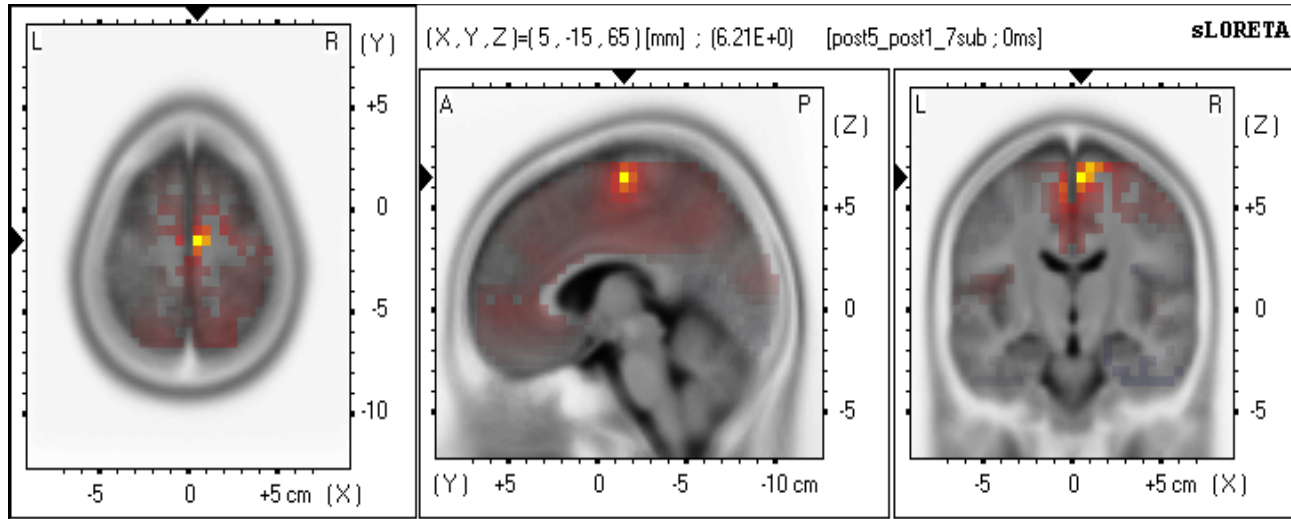 (X,Y,Z)=(5,-15,65)[mm] ; (6.21E+0) [post5_post1_7sub ; 0ms]
sLORETA
L R (Y)
+5
0
-5
-10
-5 0 +5 cm (X)
A P (Z)
+5
0
-5
(Y) +5 0 -5 -10 cm
L R (Z)
+5
0
-5
-5 0 +5 cm (X)